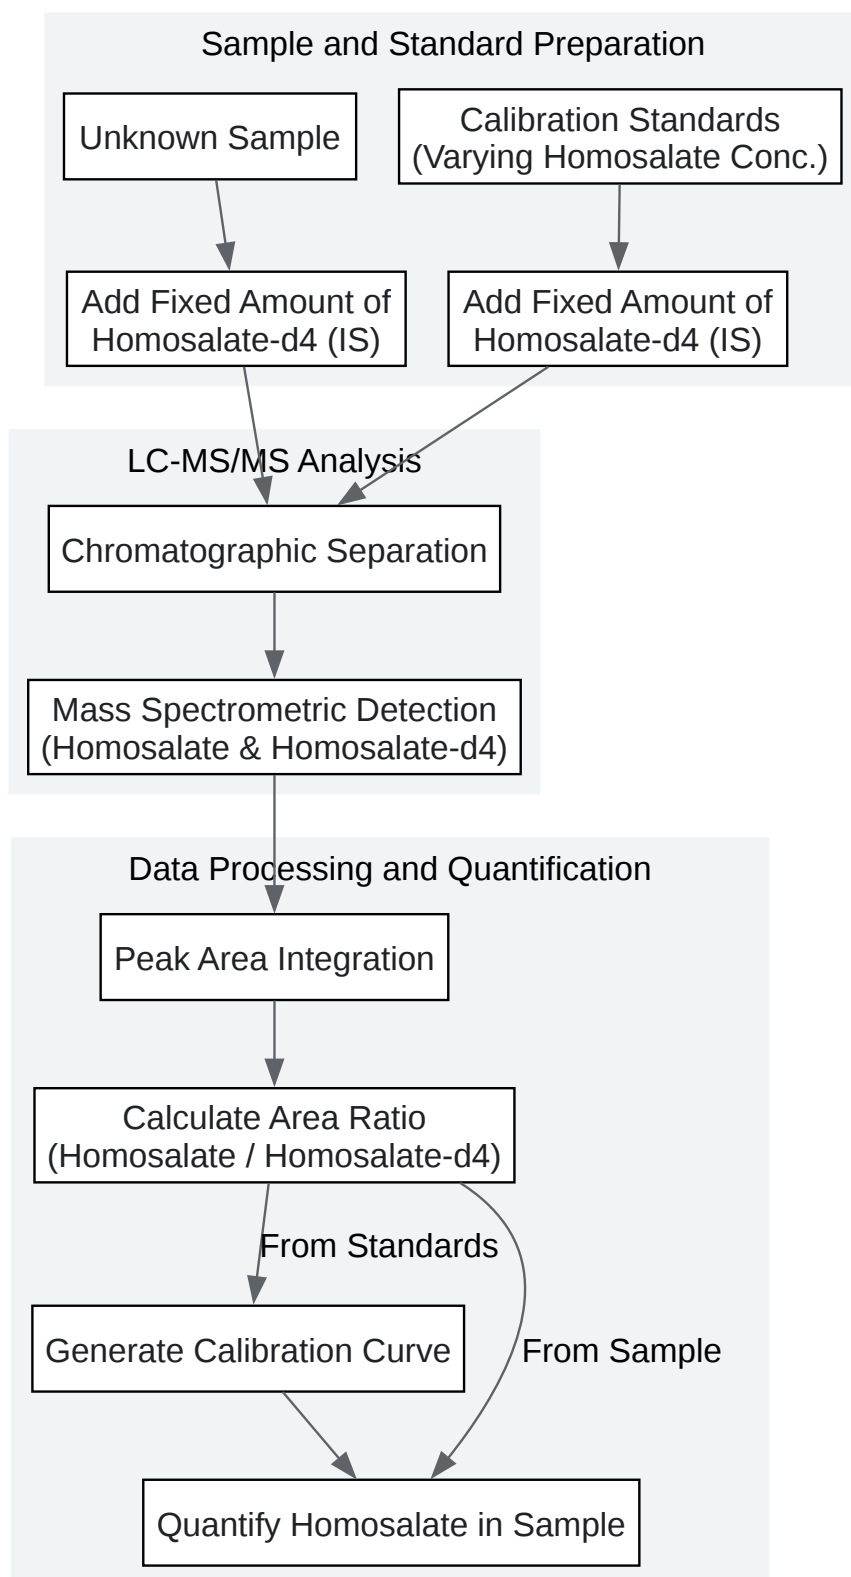 Sample and Standard Preparation
Unknown Sample
Calibration Standards
(Varying Homosalate Conc.)
Add Fixed Amount of
Homosalate-d4 (IS)
Add Fixed Amount of
Homosalate-d4 (IS)
LC-MS/MS Analysis
Chromatographic Separation
Mass Spectrometric Detection
(Homosalate & Homosalate-d4)
Data Processing and Quantification
Peak Area Integration
Calculate Area Ratio
(Homosalate / Homosalate-d4)
From Standards
Generate Calibration Curve
From Sample
Quantify Homosalate in Sample